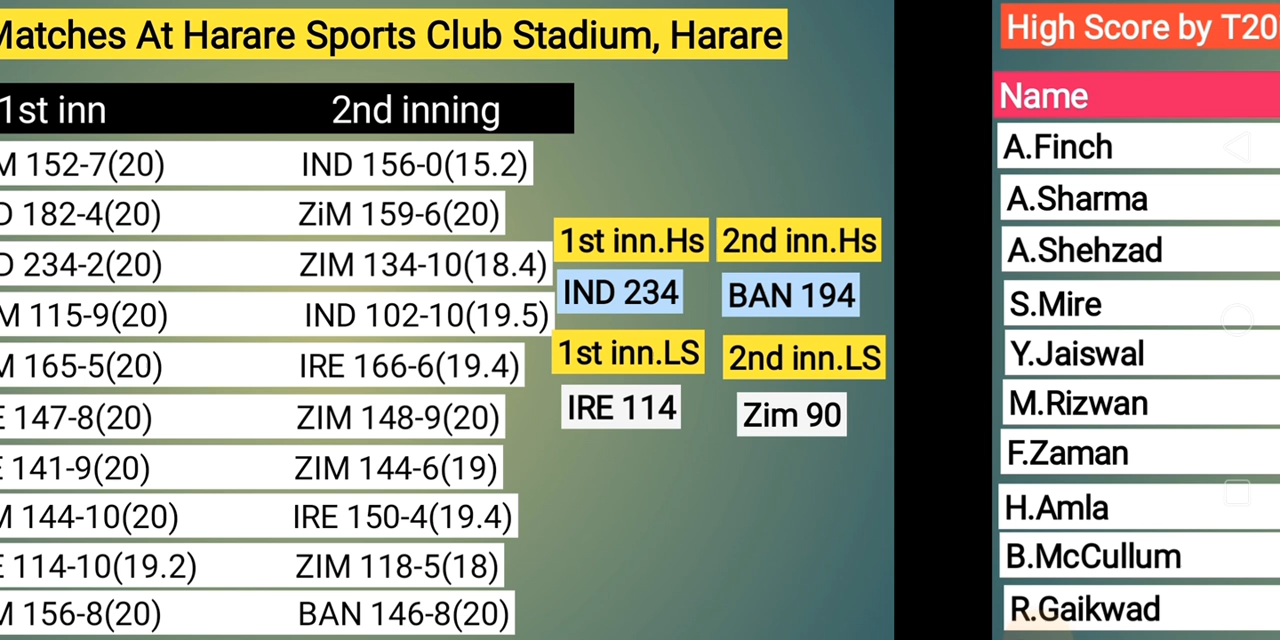 Matches At Harare Sports Club Stadium, Harare
1st inn 2nd inning
M 152-7(20) IND 156-0(15.2)
D 182-4(20) ZiM 159-6(20)
D 234-2(20) ZIM 134-10(18.4)
M 115-9(20) IND 102-10(19.5)
M 165-5(20) IRE 166-6(19.4)
E 147-8(20) ZIM 148-9(20)
E 141-9(20) ZIM 144-6(19)
M 144-10(20) IRE 150-4(19.4)
E 114-10(19.2) ZIM 118-5(18)
M 156-8(20) BAN 146-8(20)
1st inn.Hs 2nd inn.Hs
IND 234 BAN 194
1st inn.LS 2nd inn.LS
IRE 114 Zim 90
High Score by T20
Name
A.Finch
A.Sharma
A.Shehzad
S.Mire
Y.Jaiswal
M.Rizwan
F.Zaman
H.Amla
B.McCullum
R.Gaikwad